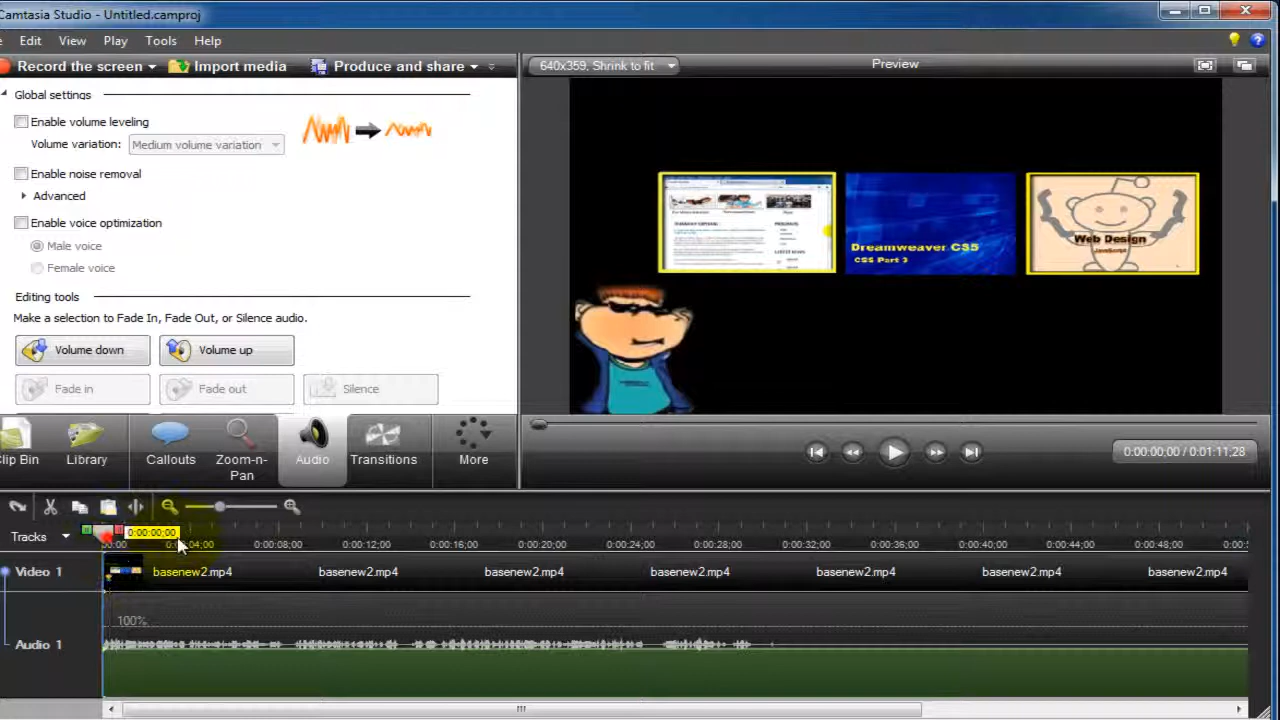 Camtasia Studio - Untitled.camproj
Edit View Play Tools Help
Record the screen Import media Produce and share
640x359, Shrink to fit
Preview
Global settings
Enable volume leveling
Volume variation: Medium volume variation
Enable noise removal
Advanced
Enable voice optimization
Male voice
Female voice
Editing tools
Make a selection to Fade In, Fade Out, or Silence audio.
Volume down Volume up
Fade in Fade out Silence
Dreamweaver CS5
CSS Part 3
Web Design
JavaScript
Clip Bin Library Callouts Zoom-n-Pan Audio Transitions More
0:00:00;00 / 0:01:11;28
Tracks
0:00:00;00
00:00 0:00:04;00 0:00:08;00 0:00:12;00 0:00:16;00 0:00:20;00 0:00:24;00 0:00:28;00 0:00:32;00 0:00:36;00 0:00:40;00 0:00:44;00 0:00:48;00
Video 1 basenew2.mp4 basenew2.mp4 basenew2.mp4 basenew2.mp4 basenew2.mp4 basenew2.mp4 basenew2.mp4
100%
Audio 1